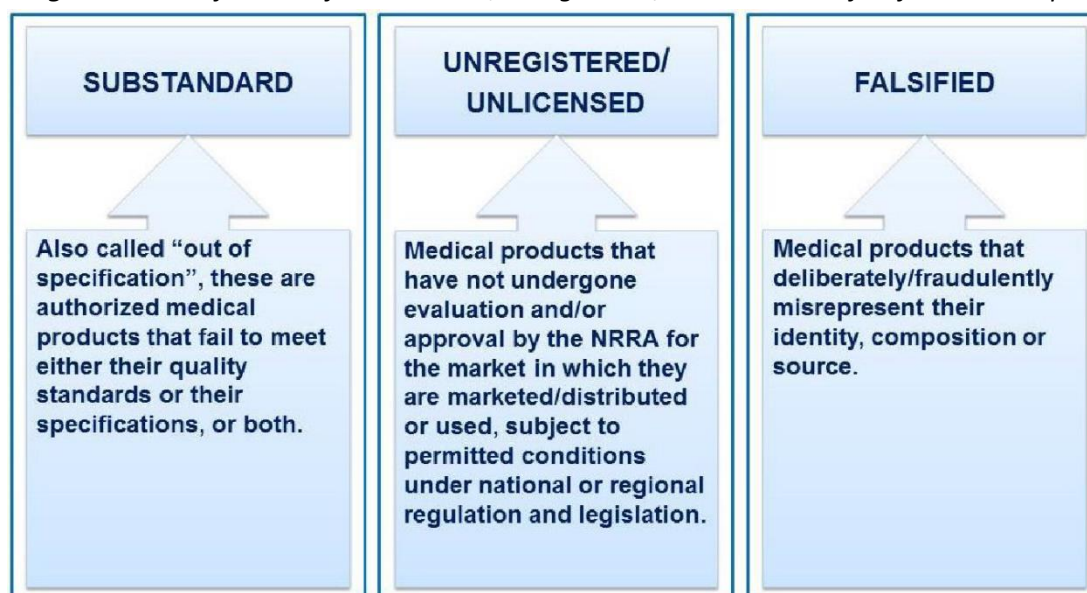 SUBSTANDARD
Also called “out of
specification”, these are
authorized medical
products that fail to meet
either their quality
standards or their
specifications, or both.
UNREGISTERED/
UNLICENSED
Medical products that
have not undergone
evaluation and/or
approval by the NRRA for
the market in which they
are marketed/distributed
or used, subject to
permitted conditions
under national or regional
regulation and legislation.
FALSIFIED
Medical products that
deliberately/fraudulently
misrepresent their
identity, composition or
source.